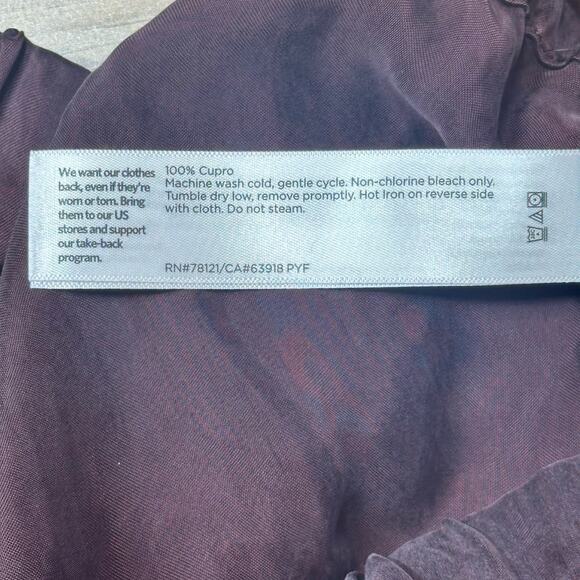 We want our clothes
back, even if they're
worn or torn. Bring
them to our US
stores and support
our take-back
program.
100% Cupro
Machine wash cold, gentle cycle. Non-chlorine bleach only.
Tumble dry low, remove promptly. Hot Iron on reverse side
with cloth. Do not steam.
RN#78121/CA#63918 PYF